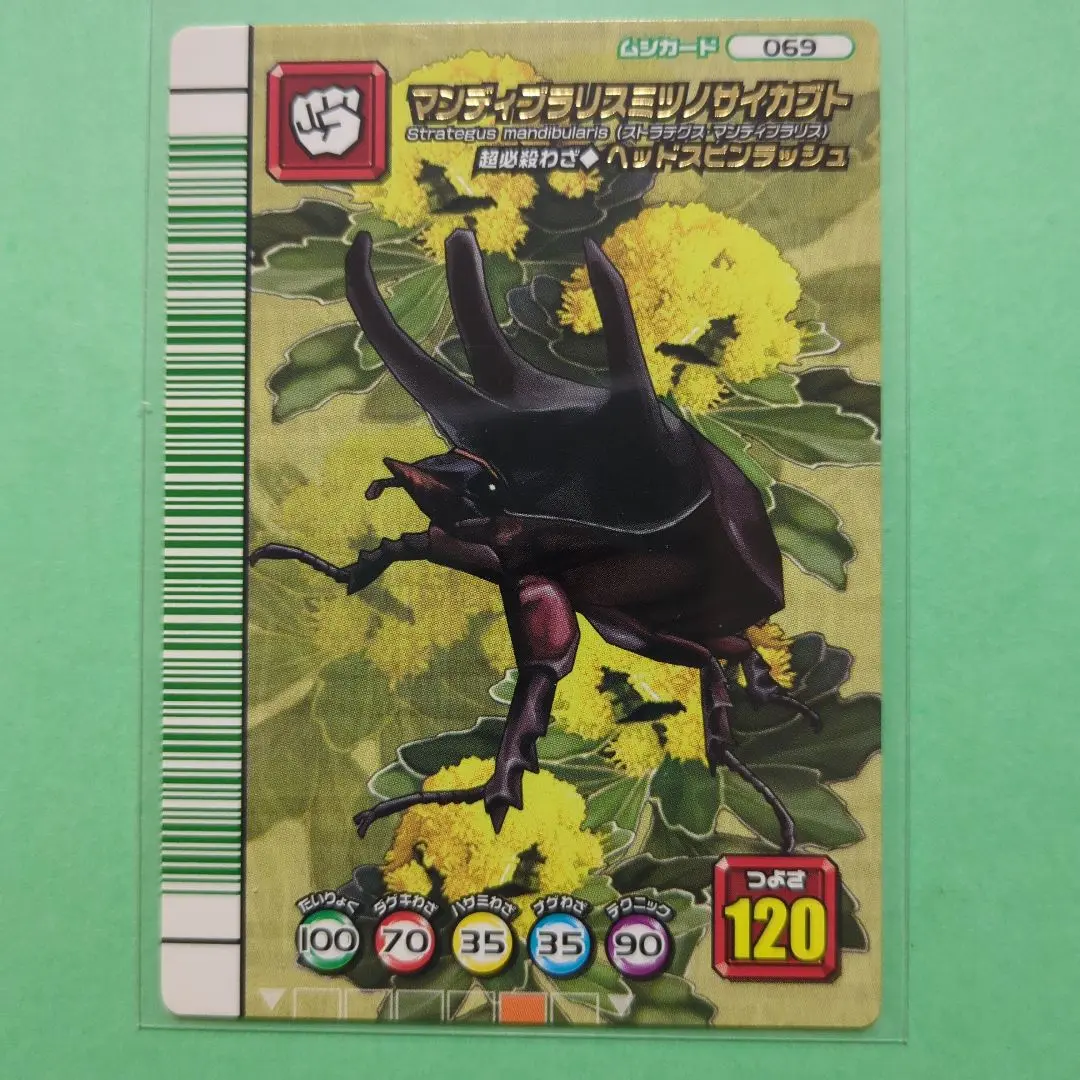 ムシカード 069
マンディブラリスミツノサイカブト
Strategus mandibularis (ストラテグス・マンディブラリス)
超必殺わざ◆ヘッドスピンラッシュ
つよさ
120
たいりょく ダゲキわざ ハサミわざ ナゲわざ テクニック
100 70 35 35 90